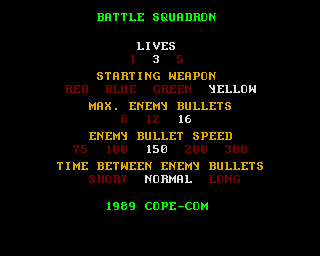 BATTLE SQUADRON
LIVES
1 3 5
STARTING WEAPON
RED BLUE GREEN YELLOW
MAX. ENEMY BULLETS
8 12 16
ENEMY BULLET SPEED
75 100 150 200 300
TIME BETWEEN ENEMY BULLETS
SHORT NORMAL LONG
1989 COPE-COM